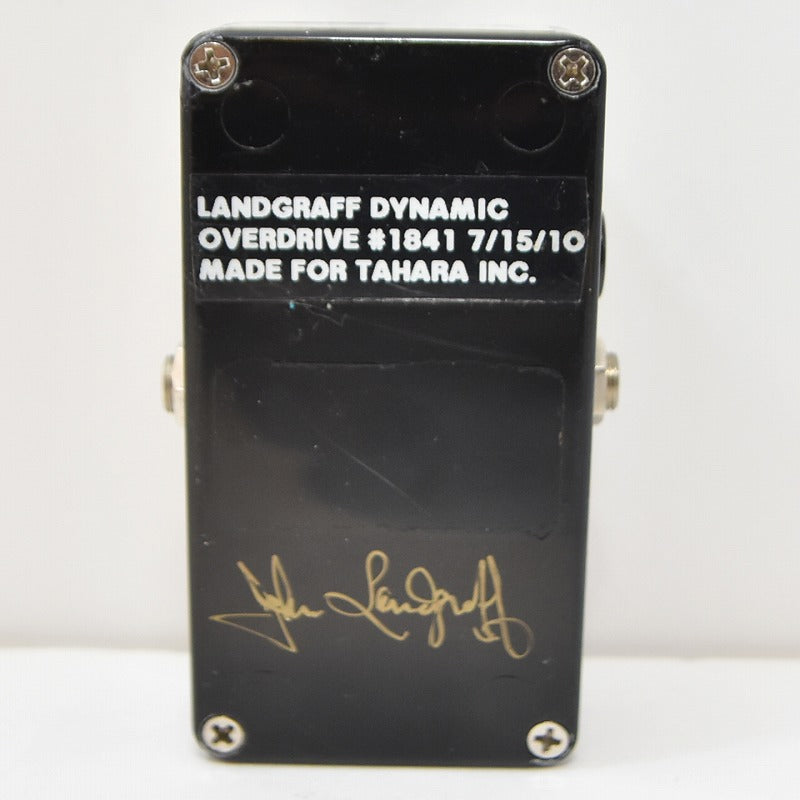 LANDGRAFF DYNAMIC
OVERDRIVE #1841 7/15/10
MADE FOR TAHARA INC.
John Landgraff